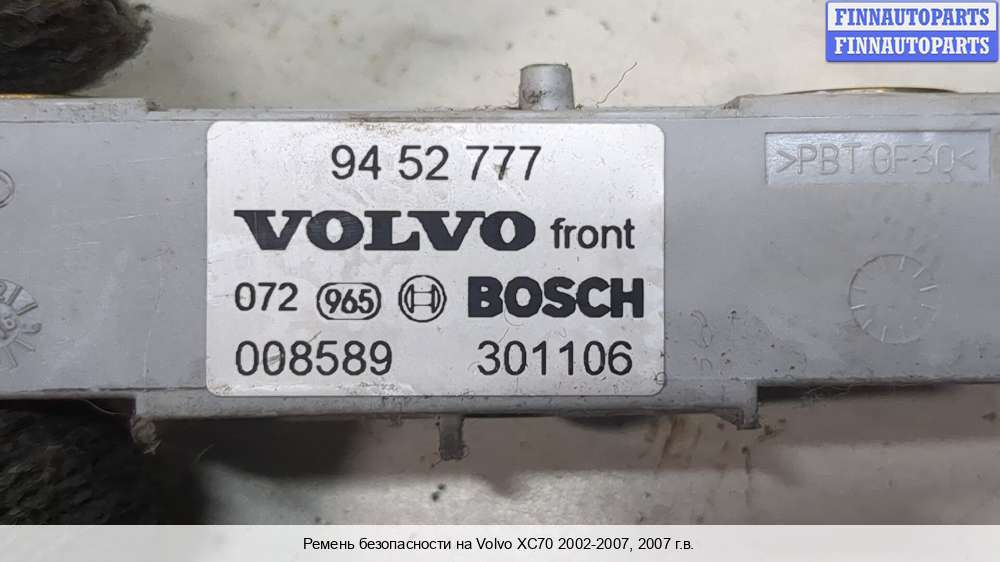 FINNAUTOPARTS
FINNAUTOPARTS
94 52 777
>PBT GF30<
VOLVO front
072 965 BOSCH
008589 301106
Ремень безопасности на Volvo XC70 2002-2007, 2007 г.в.